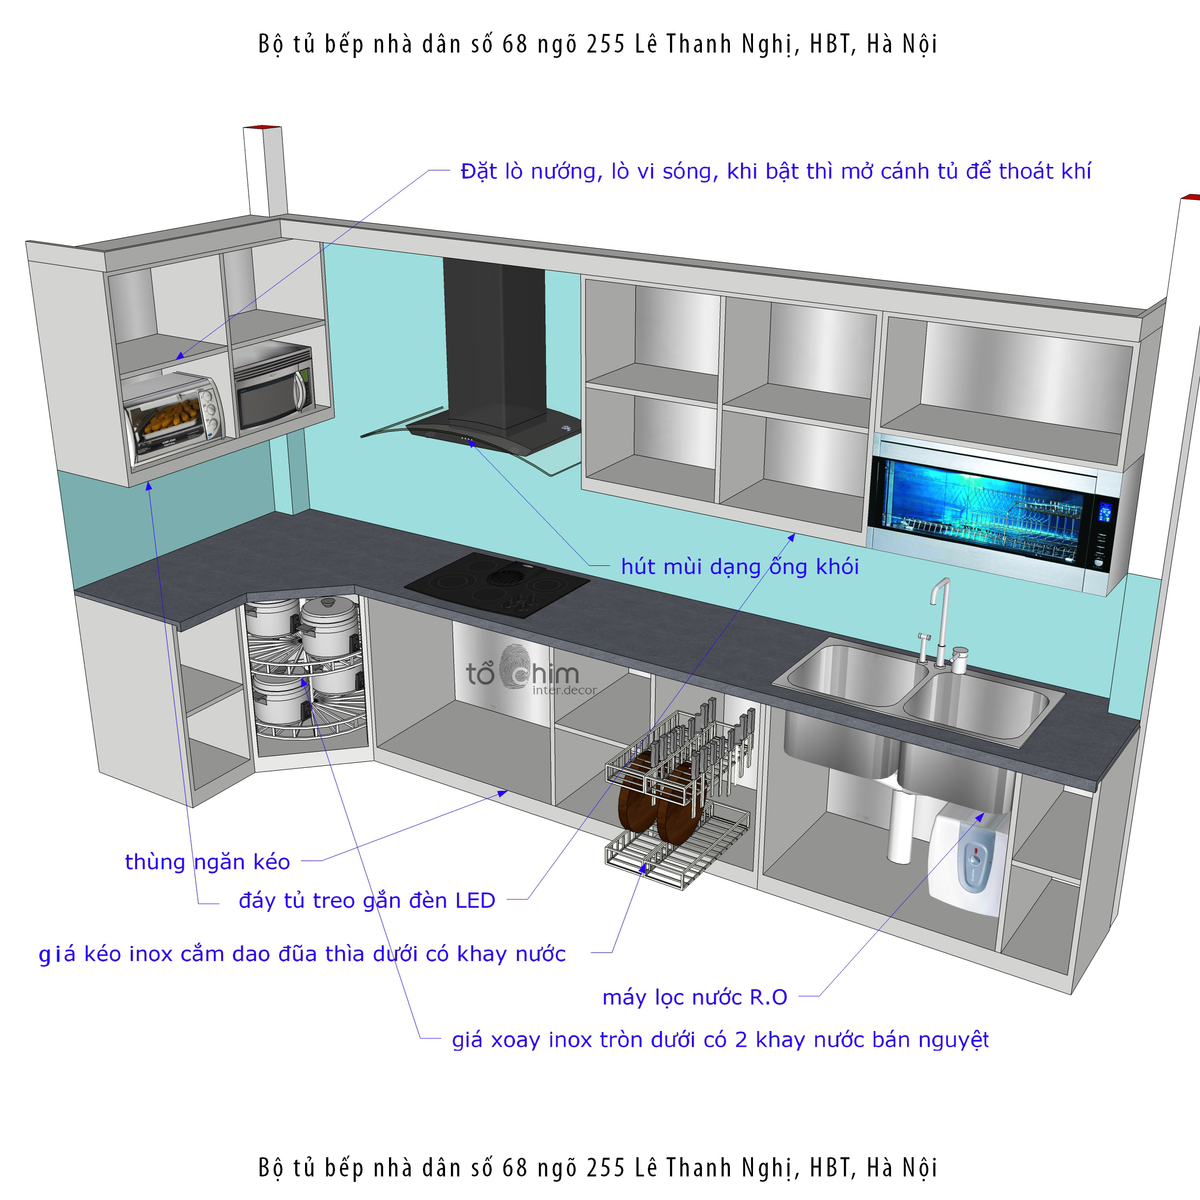 Bộ tủ bếp nhà dân số 68 ngõ 255 Lê Thanh Nghị, HBT, Hà Nội
Đặt lò nướng, lò vi sóng, khi bật thì mở cánh tủ để thoát khí
hút mùi dạng ống khói
tổ chim
inter.decor
thùng ngăn kéo
đáy tủ treo gắn đèn LED
giá kéo inox cắm dao đũa thìa dưới có khay nước
máy lọc nước R.O
giá xoay inox tròn dưới có 2 khay nước bán nguyệt
Bộ tủ bếp nhà dân số 68 ngõ 255 Lê Thanh Nghị, HBT, Hà Nội